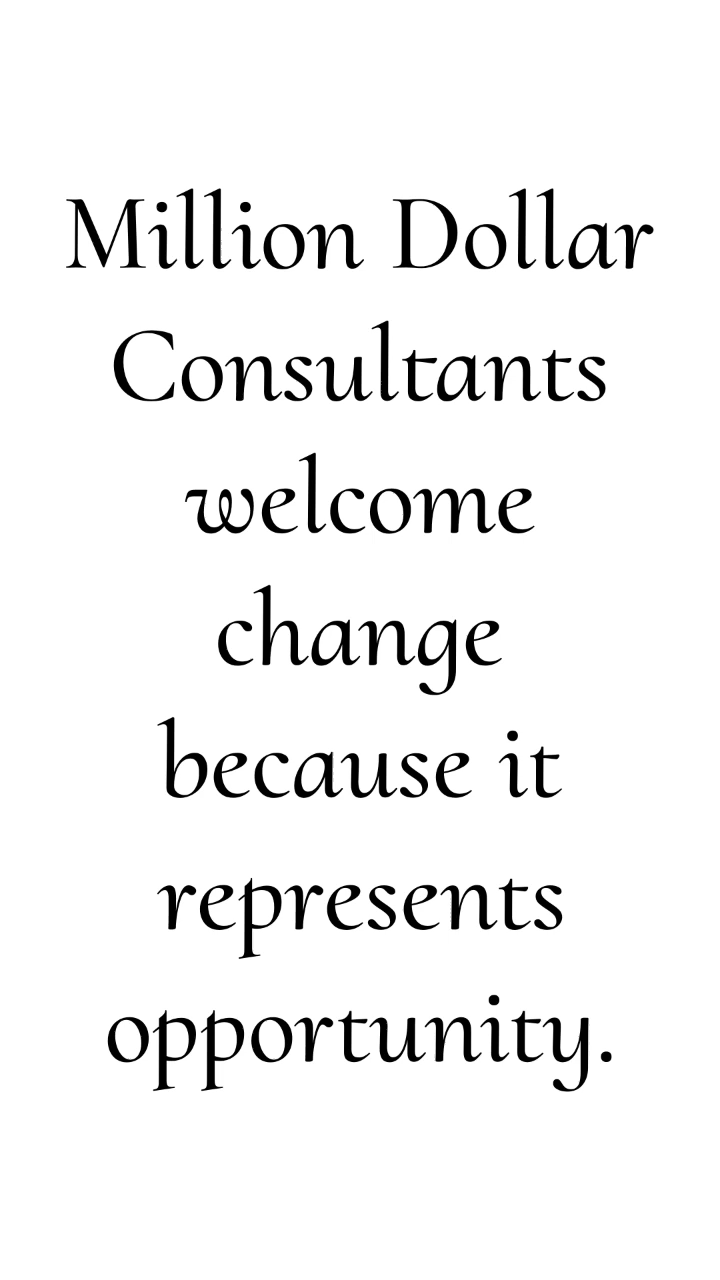 Million Dollar
Consultants
welcome
change
because it
represents
opportunity.